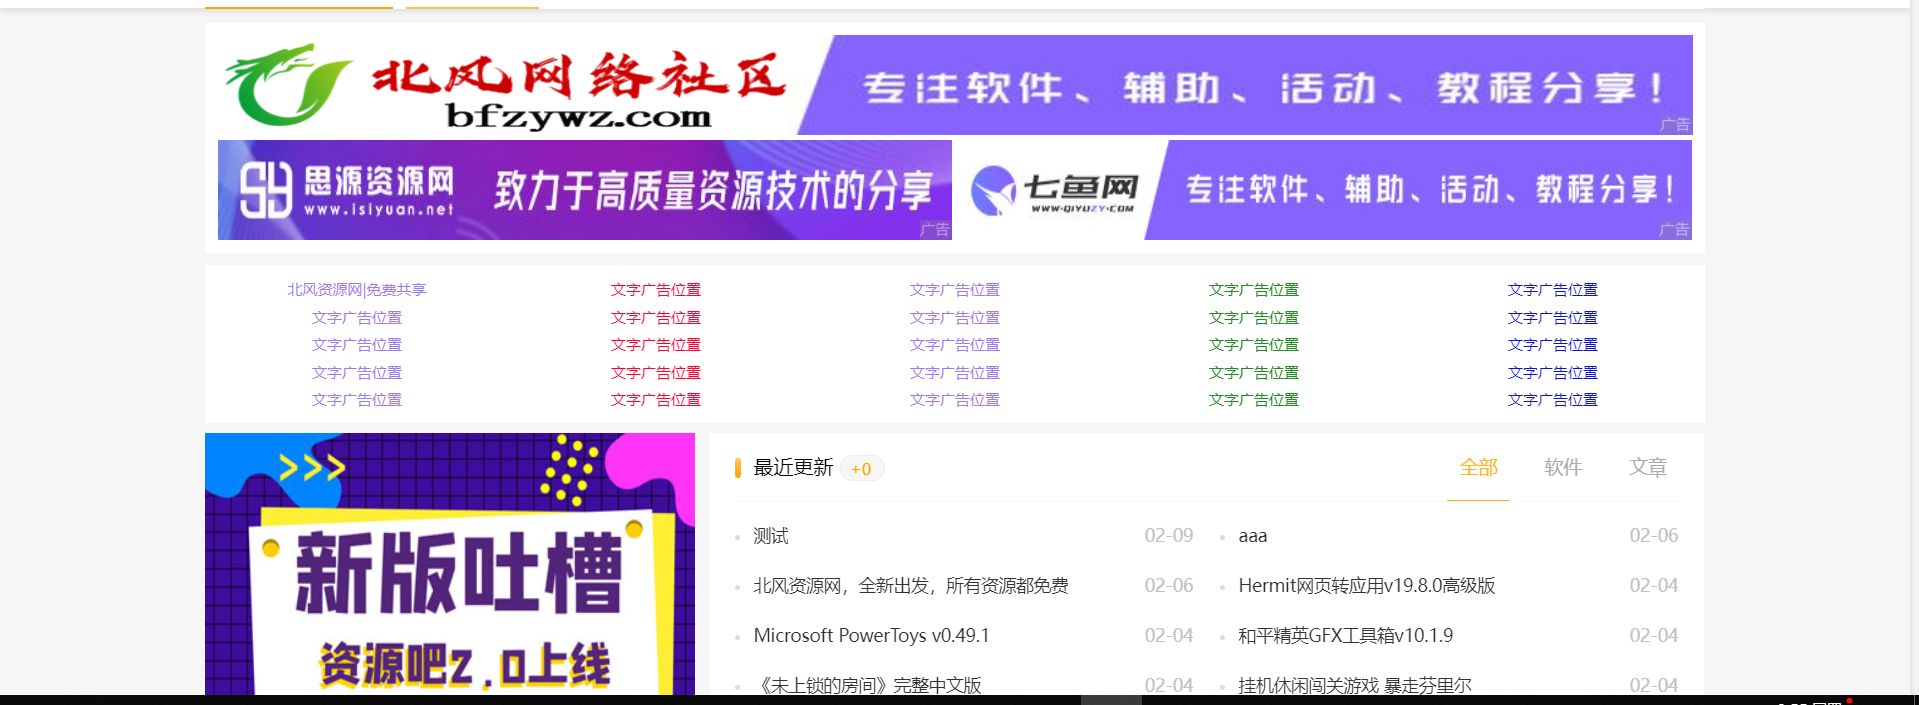 北风网络社区
bfzywz.com
专注软件、辅助、活动、教程分享！
广告
思源资源网
www.isiyuan.net
致力于高质量资源技术的分享
广告
七鱼网
WWW.QIYUZY.COM
专注软件、辅助、活动、教程分享！
广告
北风资源网|免费共享 文字广告位置 文字广告位置 文字广告位置 文字广告位置
文字广告位置 文字广告位置 文字广告位置 文字广告位置 文字广告位置
文字广告位置 文字广告位置 文字广告位置 文字广告位置 文字广告位置
文字广告位置 文字广告位置 文字广告位置 文字广告位置 文字广告位置
文字广告位置 文字广告位置 文字广告位置 文字广告位置 文字广告位置
新版吐槽
资源吧2.0上线
最近更新 +0 全部 软件 文章
测试 02-09 aaa 02-06
北风资源网，全新出发，所有资源都免费 02-06 Hermit网页转应用v19.8.0高级版 02-04
Microsoft PowerToys v0.49.1 02-04 和平精英GFX工具箱v10.1.9 02-04
《未上锁的房间》完整中文版 02-04 挂机休闲闯关游戏 暴走芬里尔 02-04